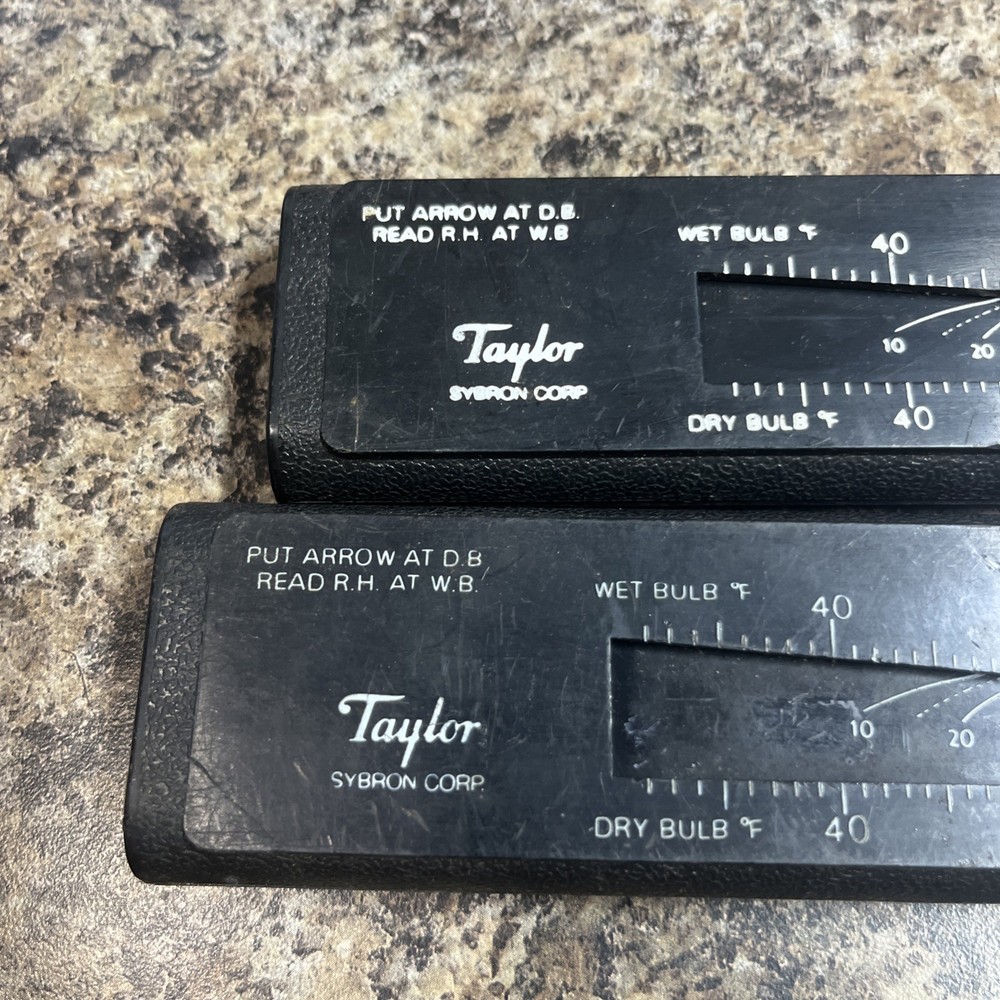 PUT ARROW AT D.B.
READ R.H. AT W.B
WET BULB °F
40
10
20
Taylor
SYBRON CORP
DRY BULB °F
40
PUT ARROW AT D.B
READ R.H. AT W.B.
WET BULB °F
40
10
20
Taylor
SYBRON CORP.
DRY BULB °F
40